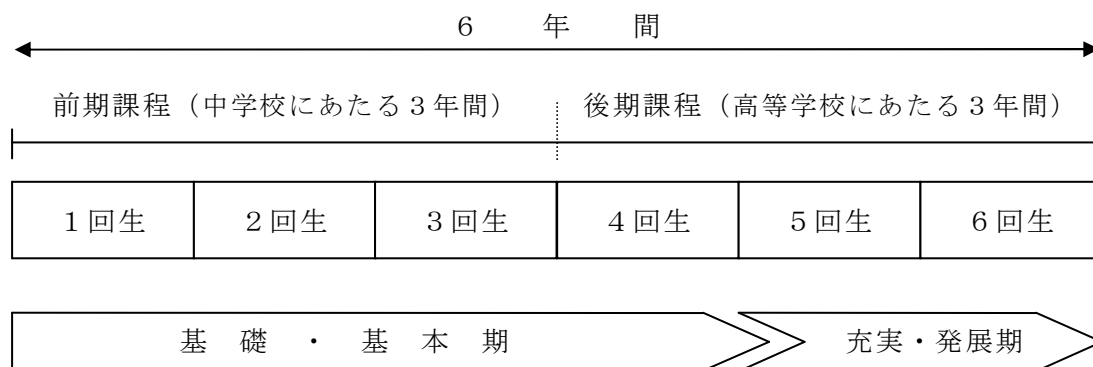 ６　年　間
前期課程（中学校にあたる３年間）　後期課程（高等学校にあたる３年間）
１回生　２回生　３回生　４回生　５回生　６回生
基　礎　・　基　本　期　充実・発展期